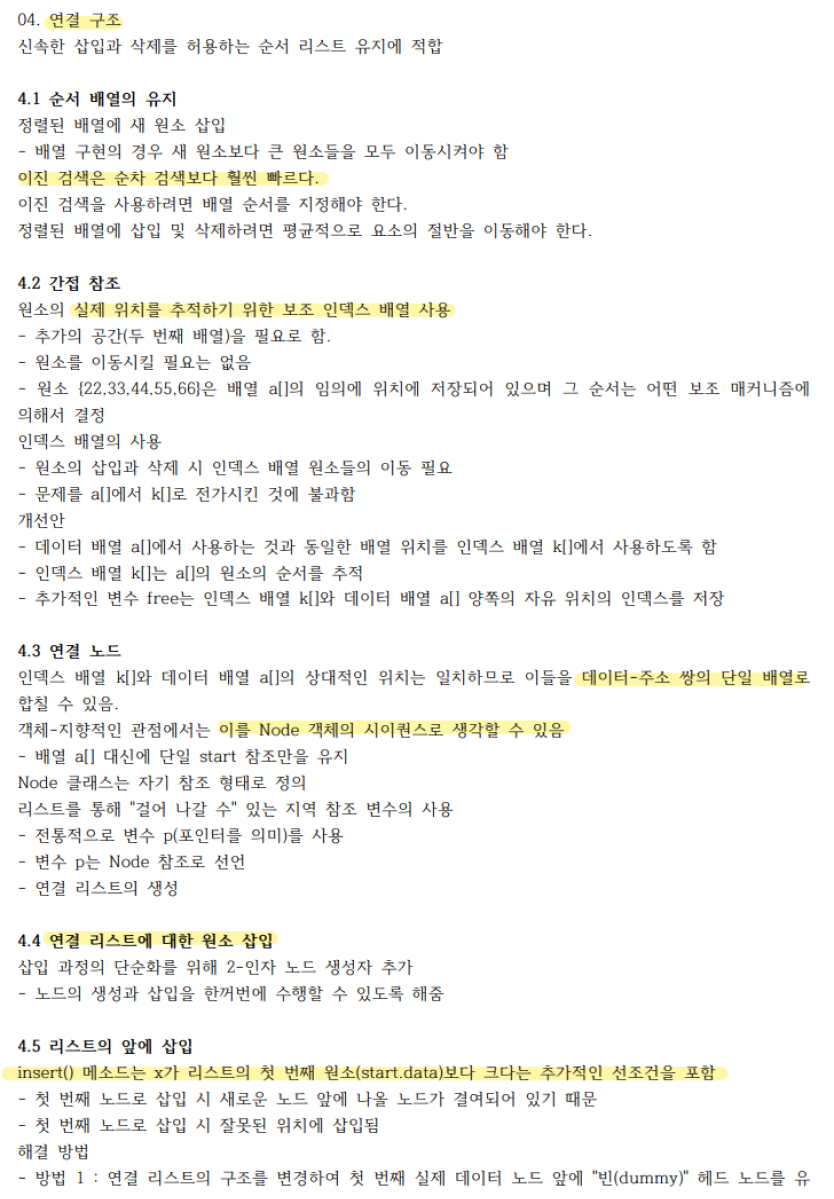 04. 연결 구조
신속한 삽입과 삭제를 허용하는 순서 리스트 유지에 적합
4.1 순서 배열의 유지
정렬된 배열에 새 원소 삽입
- 배열 구현의 경우 새 원소보다 큰 원소들을 모두 이동시켜야 함
이진 검색은 순차 검색보다 훨씬 빠르다.
이진 검색을 사용하려면 배열 순서를 지정해야 한다.
정렬된 배열에 삽입 및 삭제하려면 평균적으로 요소의 절반을 이동해야 한다.
4.2 간접 참조
원소의 실제 위치를 추적하기 위한 보조 인덱스 배열 사용
- 추가의 공간(두 번째 배열)을 필요로 함.
- 원소를 이동시킬 필요는 없음
- 원소 {22,33,44,55,66}은 배열 a[]의 임의에 위치에 저장되어 있으며 그 순서는 어떤 보조 매커니즘에
의해서 결정
인덱스 배열의 사용
- 원소의 삽입과 삭제 시 인덱스 배열 원소들의 이동 필요
- 문제를 a[]에서 k[]로 전가시킨 것에 불과함
개선안
- 데이터 배열 a[]에서 사용하는 것과 동일한 배열 위치를 인덱스 배열 k[]에서 사용하도록 함
- 인덱스 배열 k[]는 a[]의 원소의 순서를 추적
- 추가적인 변수 free는 인덱스 배열 k[]와 데이터 배열 a[] 양쪽의 자유 위치의 인덱스를 저장
4.3 연결 노드
인덱스 배열 k[]와 데이터 배열 a[]의 상대적인 위치는 일치하므로 이들을 데이터-주소 쌍의 단일 배열로
합칠 수 있음.
객체-지향적인 관점에서는 이를 Node 객체의 시이퀀스로 생각할 수 있음
- 배열 a[] 대신에 단일 start 참조만을 유지
Node 클래스는 자기 참조 형태로 정의
리스트를 통해 "걸어 나갈 수" 있는 지역 참조 변수의 사용
- 전통적으로 변수 p(포인터를 의미)를 사용
- 변수 p는 Node 참조로 선언
- 연결 리스트의 생성
4.4 연결 리스트에 대한 원소 삽입
삽입 과정의 단순화를 위해 2-인자 노드 생성자 추가
- 노드의 생성과 삽입을 한꺼번에 수행할 수 있도록 해줌
4.5 리스트의 앞에 삽입
insert() 메소드는 x가 리스트의 첫 번째 원소(start.data)보다 크다는 추가적인 선조건을 포함
- 첫 번째 노드로 삽입 시 새로운 노드 앞에 나올 노드가 결여되어 있기 때문
- 첫 번째 노드로 삽입 시 잘못된 위치에 삽입됨
해결 방법
- 방법 1 : 연결 리스트의 구조를 변경하여 첫 번째 실제 데이터 노드 앞에 "빈(dummy)" 헤드 노드를 유